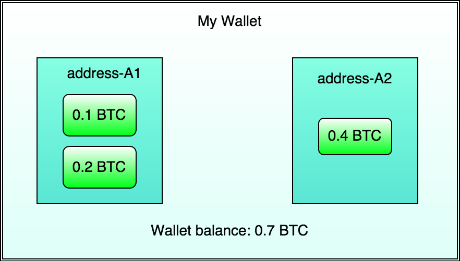 My Wallet
address-A1
0.1 BTC
0.2 BTC
address-A2
0.4 BTC
Wallet balance: 0.7 BTC